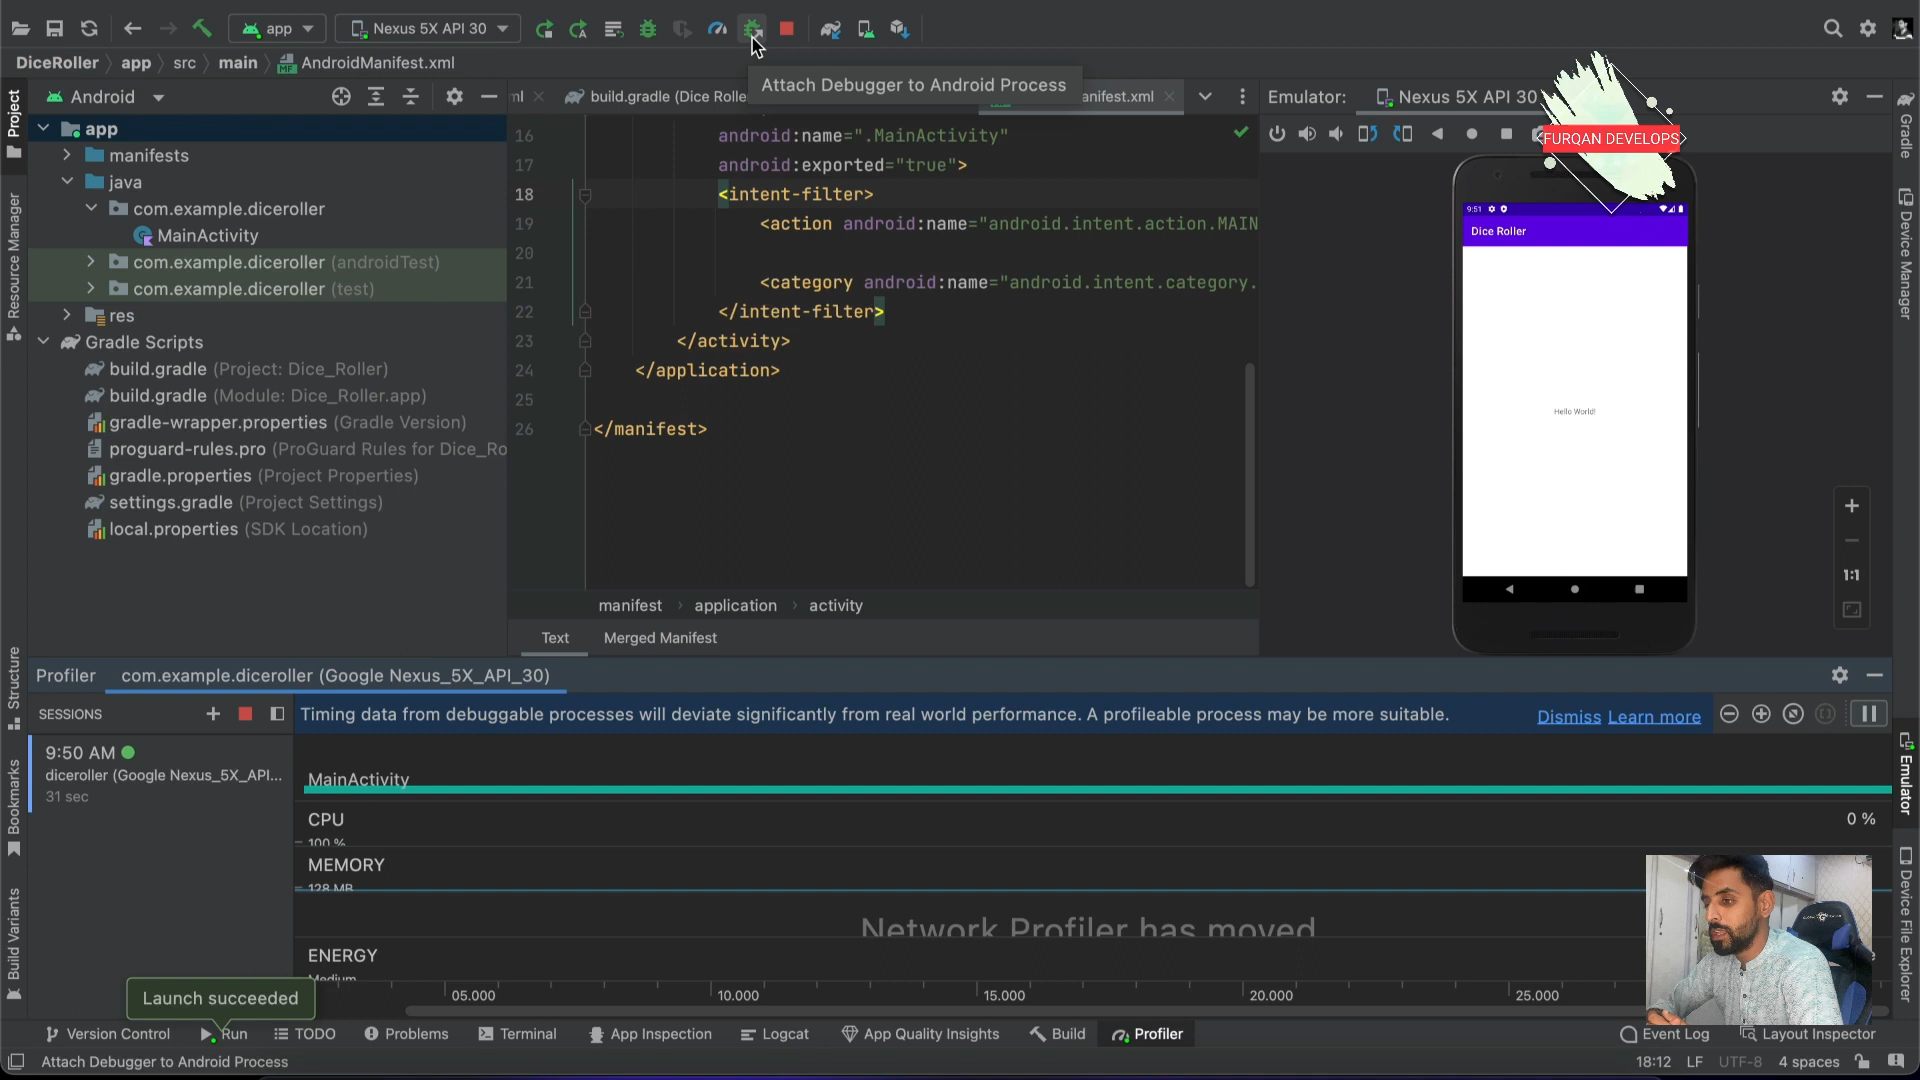 app
Nexus 5X API 30
DiceRoller
app
src
main
AndroidManifest.xml
Attach Debugger to Android Process
Android
build.gradle (Dice Rolle
anifest.xml
Emulator:
Nexus 5X API 30
FURQAN DEVELOPS
Project
Resource Manager
Structure
Bookmarks
Build Variants
app
manifests
java
com.example.diceroller
MainActivity
com.example.diceroller (androidTest)
com.example.diceroller (test)
res
Gradle Scripts
build.gradle (Project: Dice_Roller)
build.gradle (Module: Dice_Roller.app)
gradle-wrapper.properties (Gradle Version)
proguard-rules.pro (ProGuard Rules for Dice_Ro
gradle.properties (Project Properties)
settings.gradle (Project Settings)
local.properties (SDK Location)
16 android:name=".MainActivity"
17 android:exported="true">
18 <intent-filter>
19 <action android:name="android.intent.action.MAIN
20
21 <category android:name="android.intent.category.
22 </intent-filter>
23 </activity>
24 </application>
25
26 </manifest>
manifest
application
activity
Text
Merged Manifest
9:51
Dice Roller
Hello World!
1:1
Gradle
Device Manager
Emulator
Device File Explorer
Profiler
com.example.diceroller (Google Nexus_5X_API_30)
SESSIONS
Timing data from debuggable processes will deviate significantly from real world performance. A profileable process may be more suitable.
Dismiss
Learn more
9:50 AM
diceroller (Google Nexus_5X_API...
31 sec
MainActivity
CPU
0 %
100 %
MEMORY
128 MB
Network Profiler has moved
ENERGY
Medium
05.000
10.000
15.000
20.000
25.000
Launch succeeded
Version Control
Run
TODO
Problems
Terminal
App Inspection
Logcat
App Quality Insights
Build
Profiler
Event Log
Layout Inspector
Attach Debugger to Android Process
18:12
LF
UTF-8
4 spaces